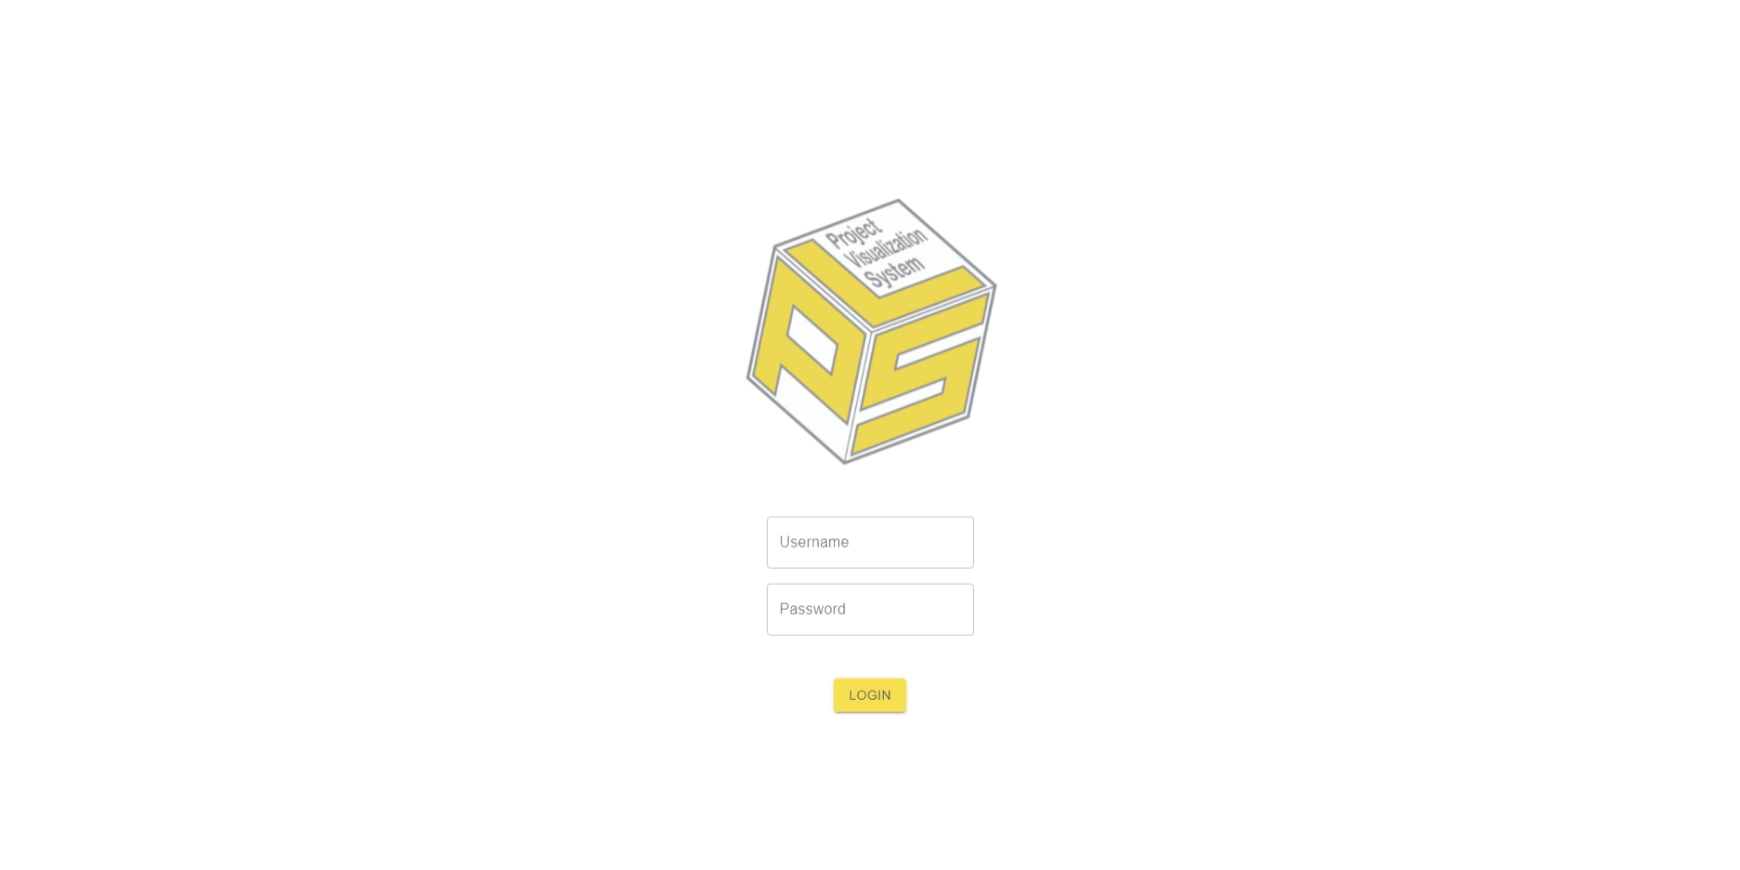 Project
Visualization
System
L
P
S
Username
Password
LOGIN